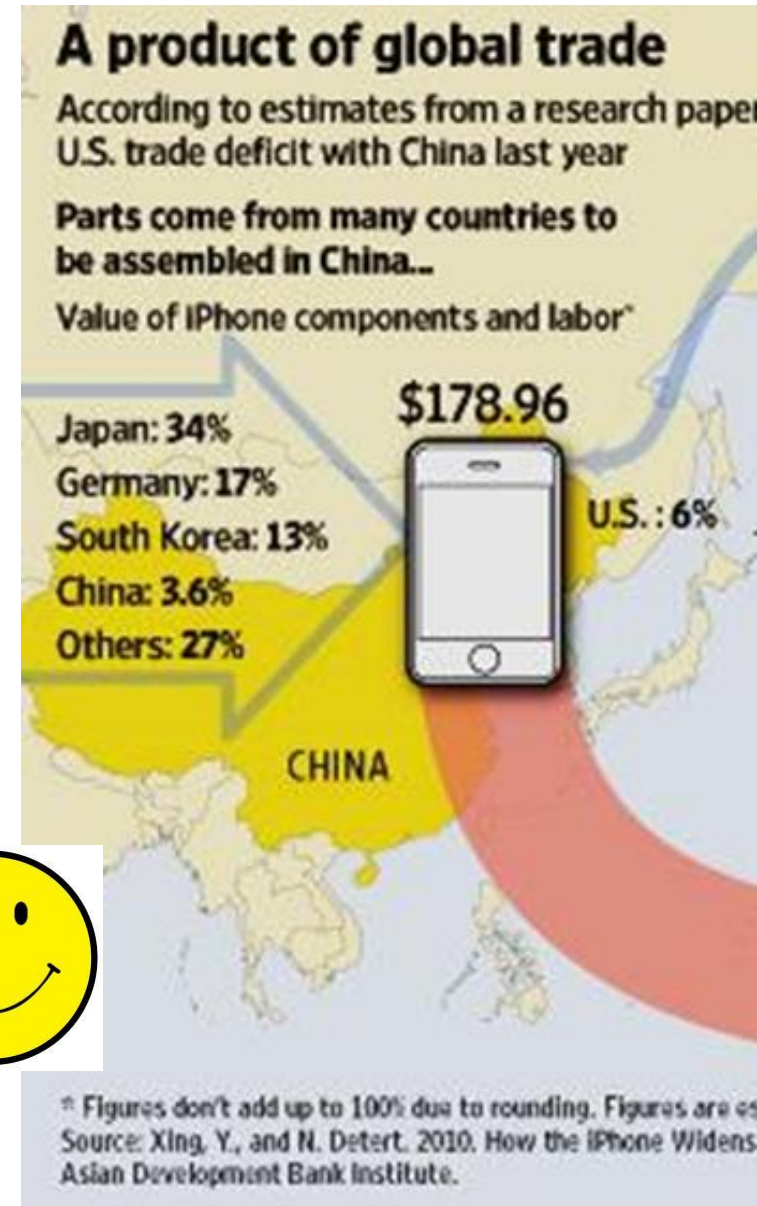 A product of global trade
According to estimates from a research paper
U.S. trade deficit with China last year
Parts come from many countries to
be assembled in China...
Value of iPhone components and labor*
$178.96
Japan: 34%
Germany: 17%
South Korea: 13%
China: 3.6%
Others: 27%
U.S. : 6%
CHINA
* Figures don't add up to 100% due to rounding. Figures are es
Source: Xing, Y., and N. Detert. 2010. How the iPhone Widens
Asian Development Bank Institute.